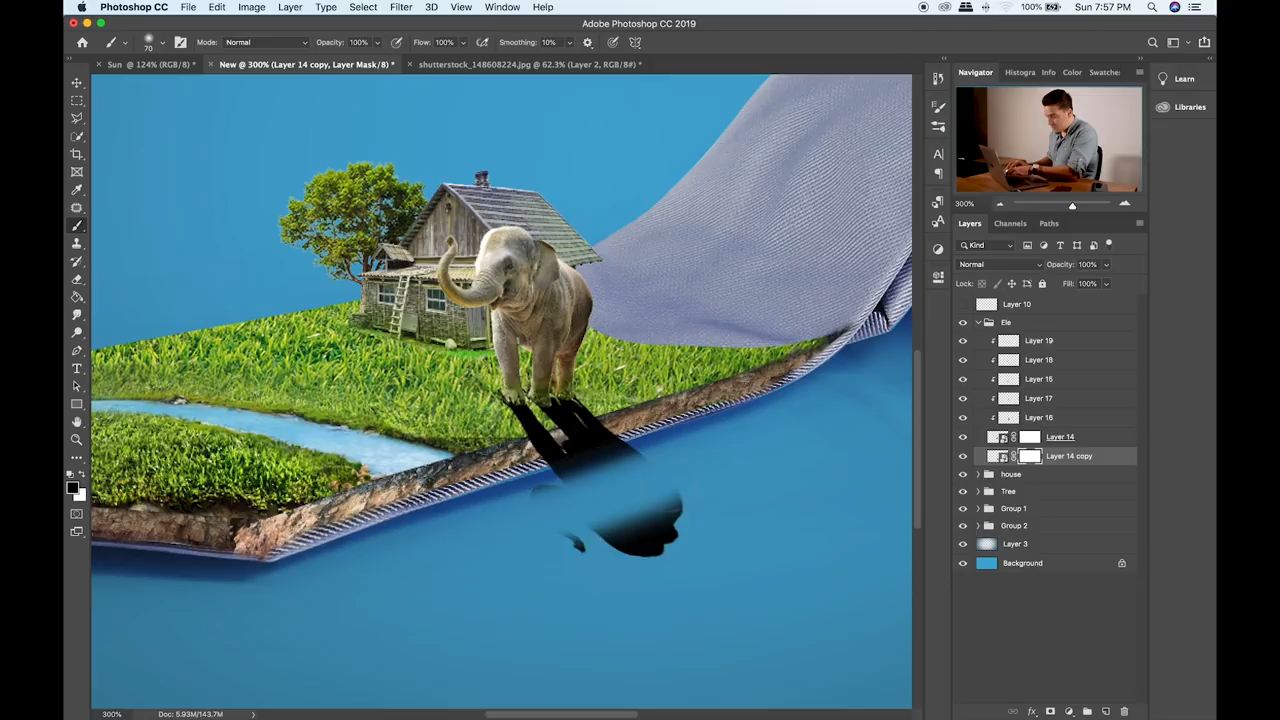 Photoshop CC File Edit Image Layer Type Select Filter 3D View Window Help 100% Sun 7:57 PM
Adobe Photoshop CC 2019
70 Mode: Normal Opacity: 100% Flow: 100% Smoothing: 10%
× Sun @ 124% (RGB/8) * × New @ 300% (Layer 14 copy, Layer Mask/8) * × shutterstock_148608224.jpg @ 62.3% (Layer 2, RGB/8#) *
Navigator Histogra Info Color Swatche
Learn
Libraries
300%
Layers Channels Paths
Kind
Normal Opacity: 100%
Lock: Fill: 100%
Layer 10
Ele
Layer 19
Layer 18
Layer 15
Layer 17
Layer 16
Layer 14
Layer 14 copy
house
Tree
Group 1
Group 2
Layer 3
Background
300% Doc: 5.93M/143.7M